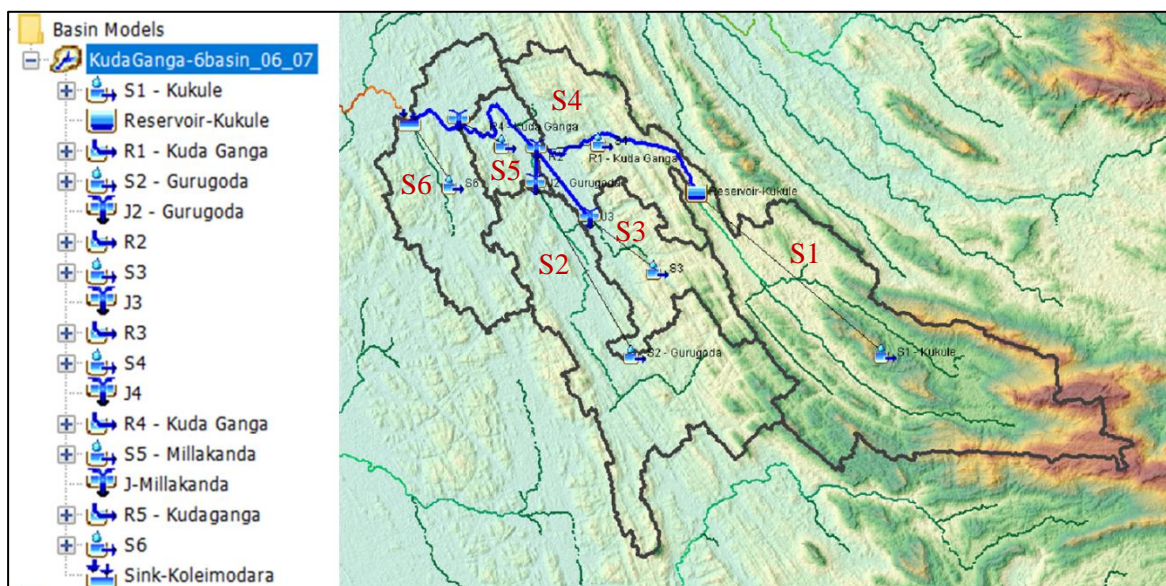 Basin Models
KudaGanga-6basin_06_07
S1 - Kukule
Reservoir-Kukule
R1 - Kuda Ganga
S2 - Gurugoda
J2 - Gurugoda
R2
S3
J3
R3
S4
J4
R4 - Kuda Ganga
S5 - Millakanda
J-Millakanda
R5 - Kudaganga
S6
Sink-Koleimodara
S4
R4 - Kuda Ganga
S4
R2
R1 - Kuda Ganga
S5
J2 - Gurugoda
S6
S6
Reservoir-Kukule
J3
S3
S1
S2
S3
S2 - Gurugoda
S1 - Kukule